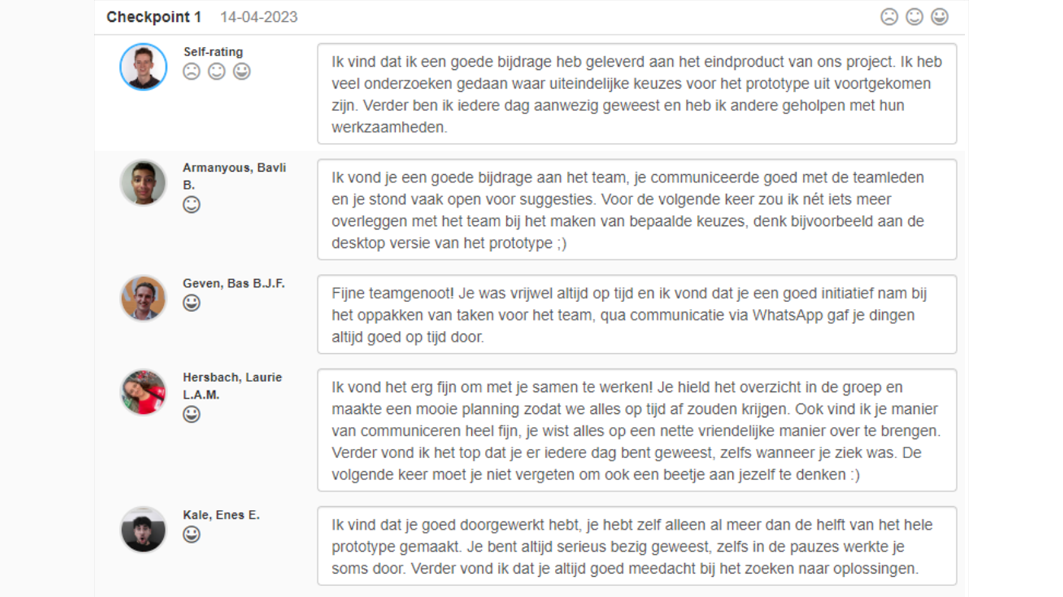 Checkpoint 1 14-04-2023
Self-rating
Ik vind dat ik een goede bijdrage heb geleverd aan het eindproduct van ons project. Ik heb
veel onderzoeken gedaan waar uiteindelijke keuzes voor het prototype uit voortgekomen
zijn. Verder ben ik iedere dag aanwezig geweest en heb ik andere geholpen met hun
werkzaamheden.
Armanyous, Bavli
B.
Ik vond je een goede bijdrage aan het team, je communiceerde goed met de teamleden
en je stond vaak open voor suggesties. Voor de volgende keer zou ik nét iets meer
overleggen met het team bij het maken van bepaalde keuzes, denk bijvoorbeeld aan de
desktop versie van het prototype ;)
Geven, Bas B.J.F.
Fijne teamgenoot! Je was vrijwel altijd op tijd en ik vond dat je een goed initiatief nam bij
het oppakken van taken voor het team, qua communicatie via WhatsApp gaf je dingen
altijd goed op tijd door.
Hersbach, Laurie
L.A.M.
Ik vond het erg fijn om met je samen te werken! Je hield het overzicht in de groep en
maakte een mooie planning zodat we alles op tijd af zouden krijgen. Ook vind ik je manier
van communiceren heel fijn, je wist alles op een nette vriendelijke manier over te brengen.
Verder vond ik het top dat je er iedere dag bent geweest, zelfs wanneer je ziek was. De
volgende keer moet je niet vergeten om ook een beetje aan jezelf te denken :)
Kale, Enes E.
Ik vind dat je goed doorgewerkt hebt, je hebt zelf alleen al meer dan de helft van het hele
prototype gemaakt. Je bent altijd serieus bezig geweest, zelfs in de pauzes werkte je
soms door. Verder vond ik dat je altijd goed meedacht bij het zoeken naar oplossingen.